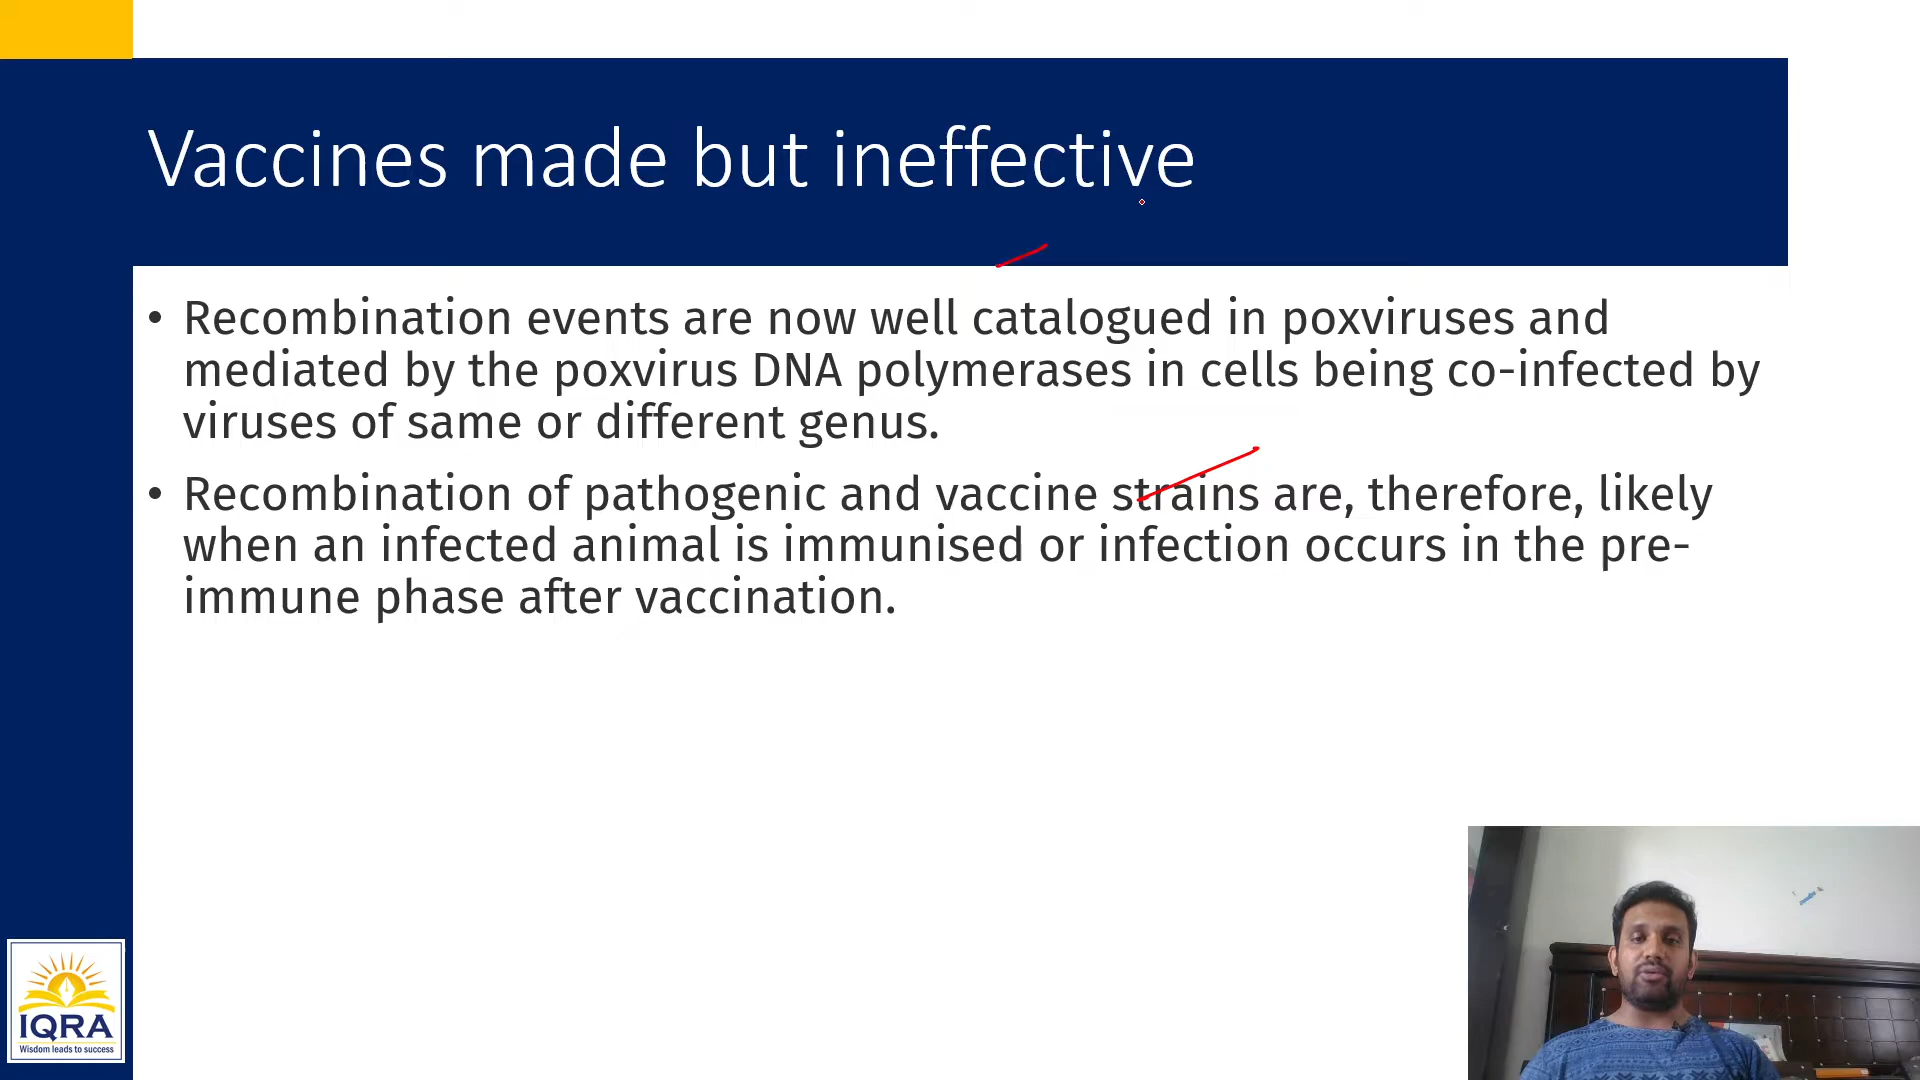 Vaccines made but ineffective
• Recombination events are now well catalogued in poxviruses and
mediated by the poxvirus DNA polymerases in cells being co-infected by
viruses of same or different genus.
• Recombination of pathogenic and vaccine strains are, therefore, likely
when an infected animal is immunised or infection occurs in the pre-
immune phase after vaccination.
IQRA
Wisdom leads to success